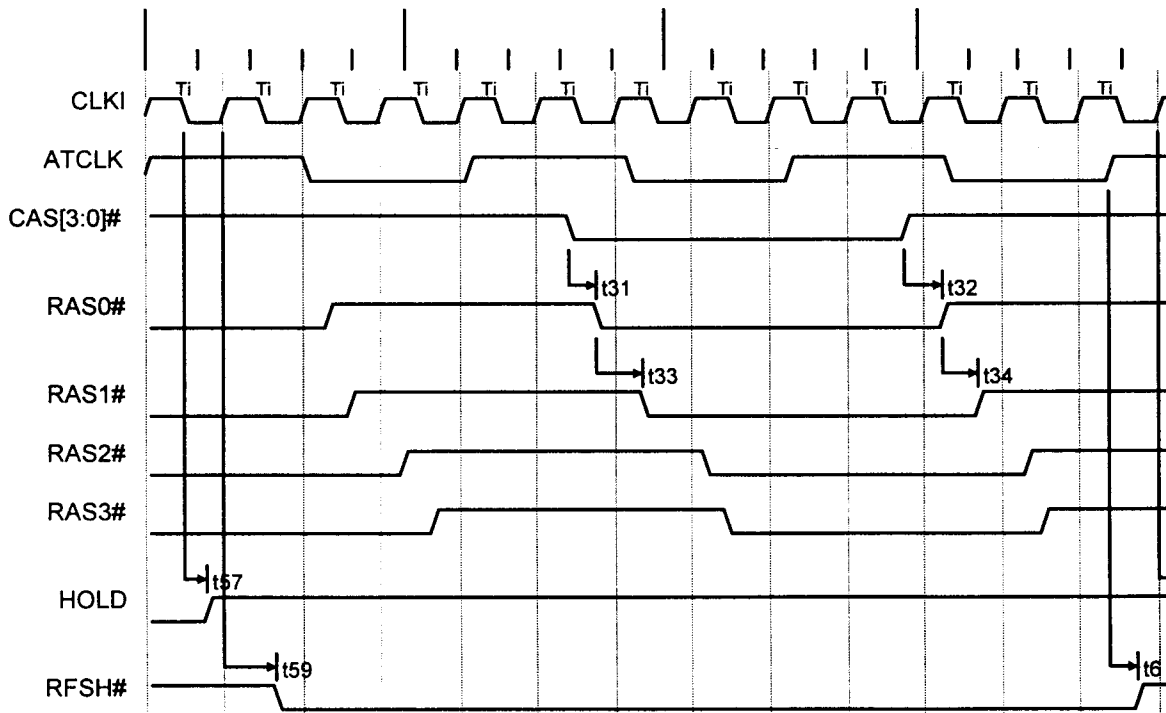 Ti Ti Ti Ti Ti Ti Ti Ti Ti Ti Ti Ti Ti
CLKI
ATCLK
CAS[3:0]#
t31 t32
RAS0#
t33 t34
RAS1#
RAS2#
RAS3#
t57
HOLD
t59 t6
RFSH#